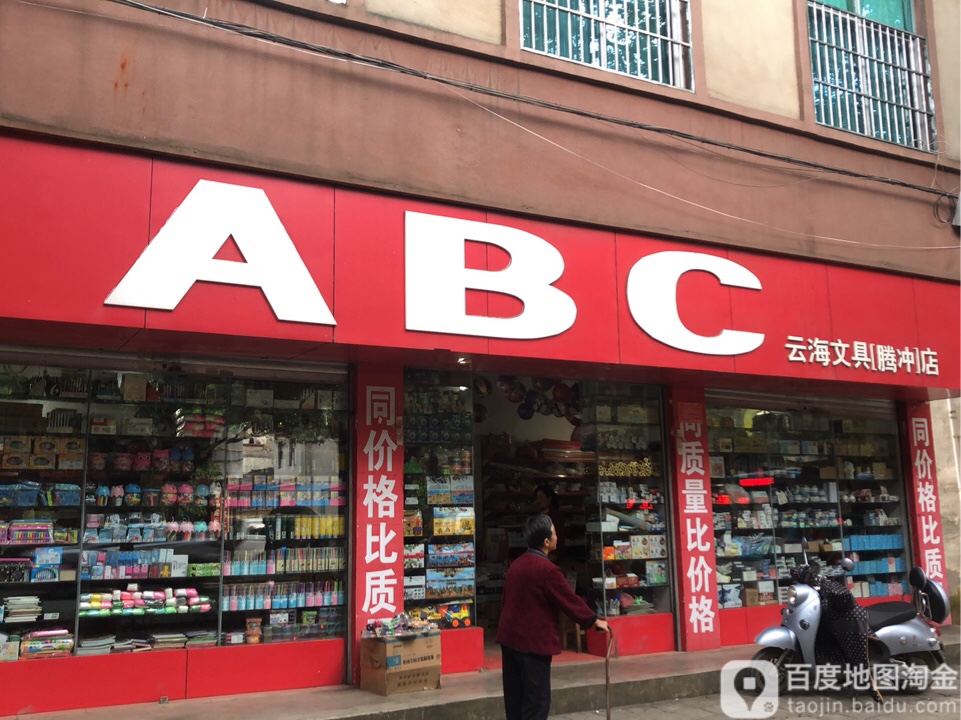 ABC
云海文具[腾冲]店
同价格比质
同质量比价格
同价格比质
百度地图淘金
taojin.baidu.com